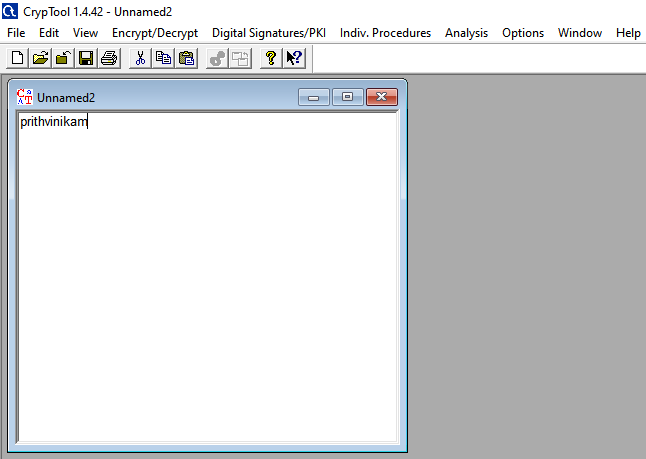 CrypTool 1.4.42 - Unnamed2
File Edit View Encrypt/Decrypt Digital Signatures/PKI Indiv. Procedures Analysis Options Window Help
Unnamed2
prithvinikam